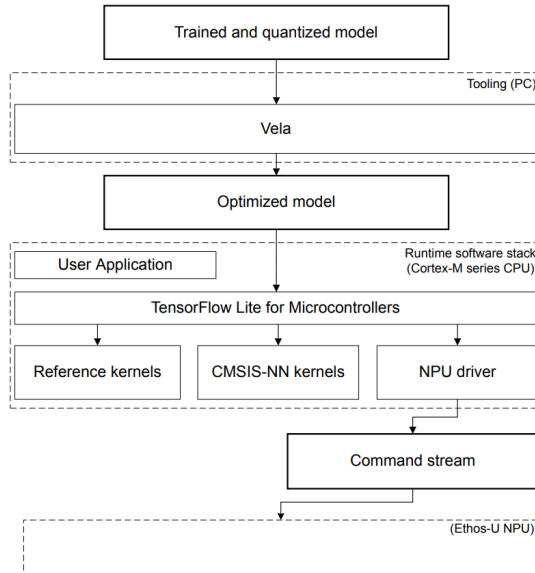 Trained and quantized model
Tooling (PC)
Vela
Optimized model
Runtime software stack
(Cortex-M series CPU)
User Application
TensorFlow Lite for Microcontrollers
Reference kernels
CMSIS-NN kernels
NPU driver
Command stream
(Ethos-U NPU)